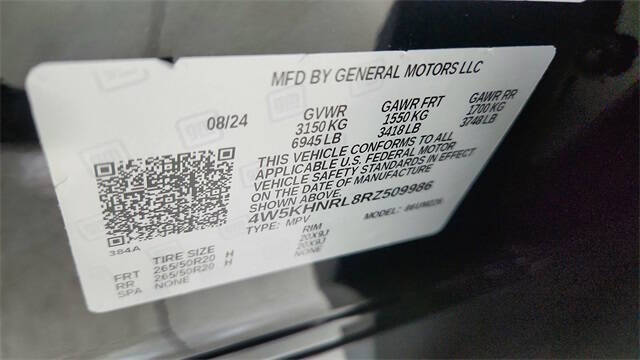 MFD BY GENERAL MOTORS LLC
08/24 GVWR GAWR FRT GAWR RR
3150 KG 1550 KG 1700 KG
6945 LB 3418 LB 3748 LB
THIS VEHICLE CONFORMS TO ALL
APPLICABLE U.S. FEDERAL MOTOR
VEHICLE SAFETY STANDARDS IN EFFECT
ON THE DATE OF MANUFACTURE
SHOWN ABOVE.
4W5KHNRL8RZ509986
TYPE: MPV MODEL:
384A
TIRE SIZE RIM
FRT 265/50R20 H 20X9J
RR 265/50R20 H 20X9J
SPA NONE NONE